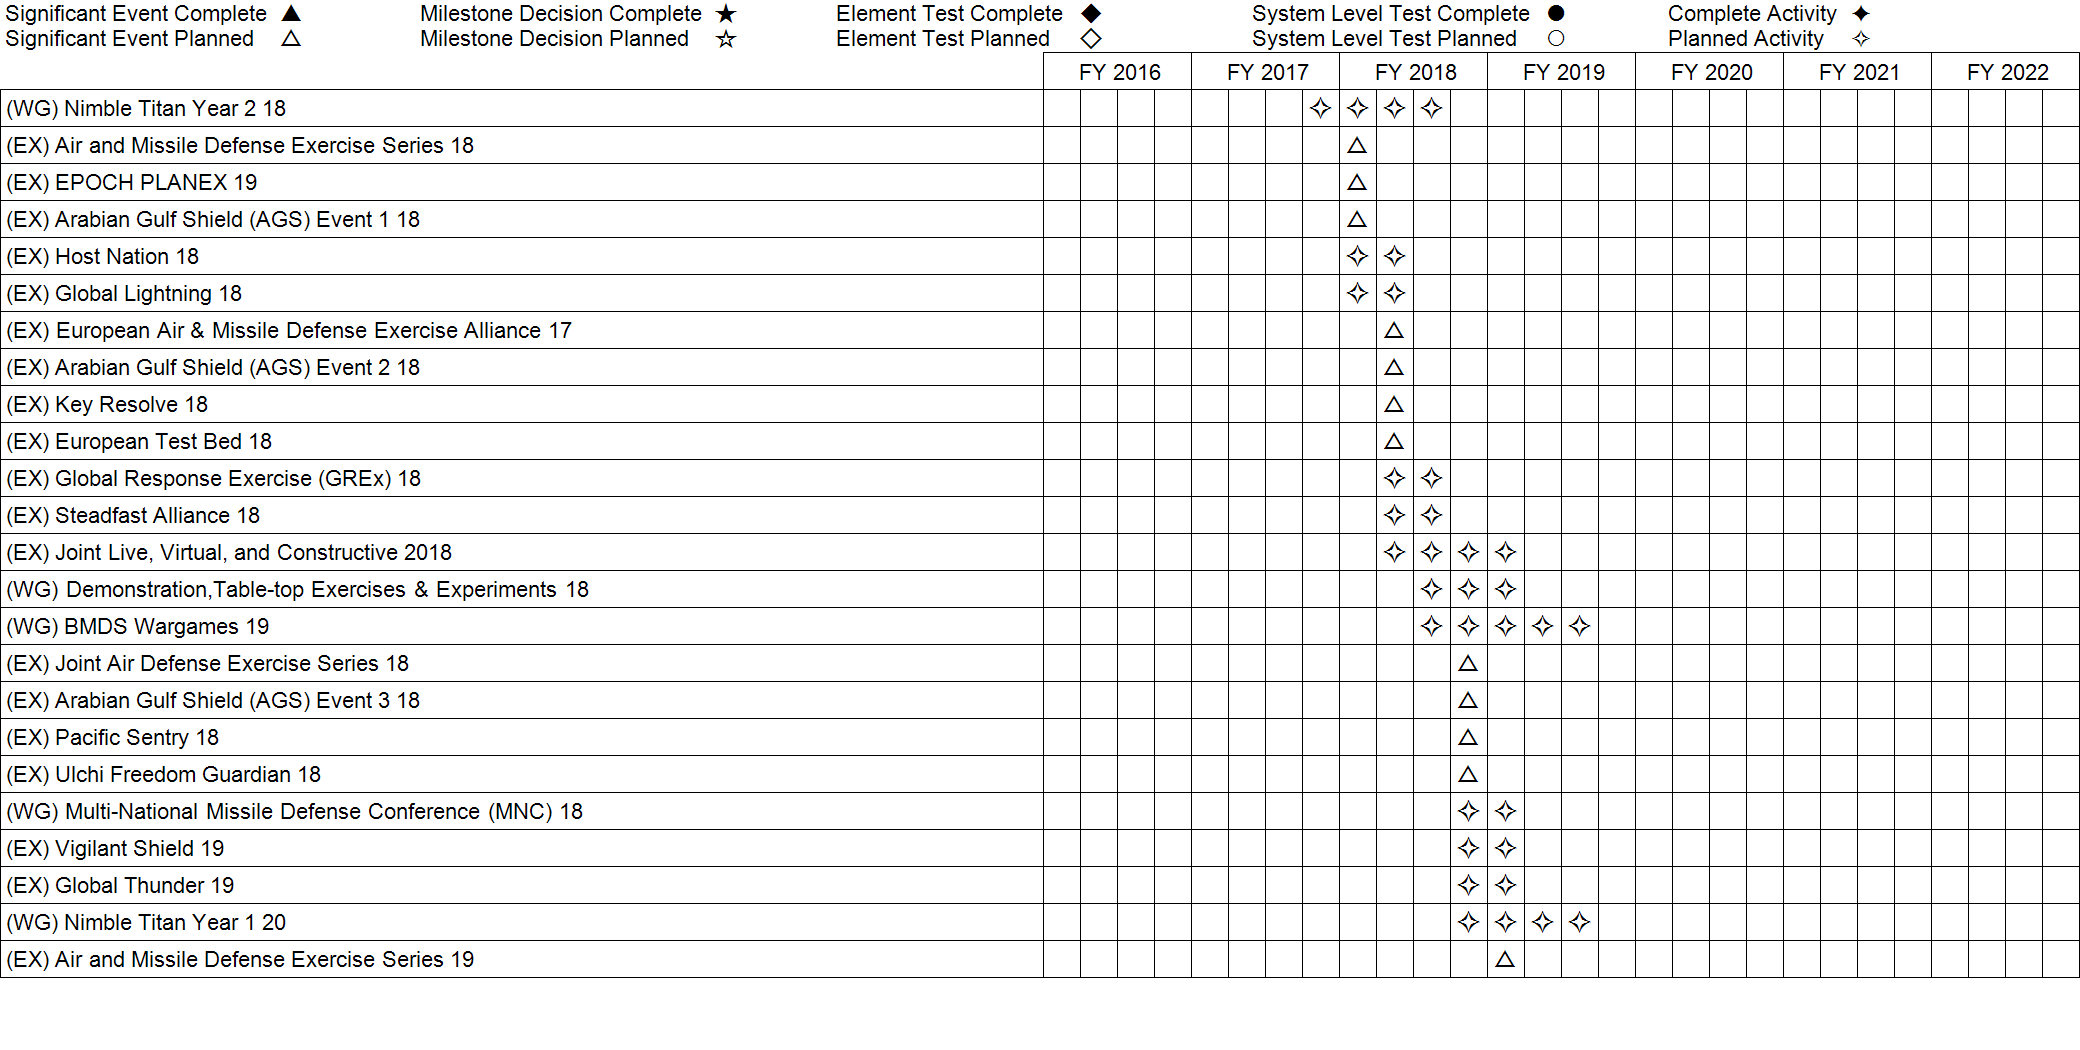 Significant Event Complete ▲ Milestone Decision Complete ★ Element Test Complete ◆ System Level Test Complete ● Complete Activity ✦
Significant Event Planned △ Milestone Decision Planned ☆ Element Test Planned ◇ System Level Test Planned ○ Planned Activity ✧
FY 2016 FY 2017 FY 2018 FY 2019 FY 2020 FY 2021 FY 2022
(WG) Nimble Titan Year 2 18 ✧ ✧ ✧ ✧
(EX) Air and Missile Defense Exercise Series 18 △
(EX) EPOCH PLANEX 19 △
(EX) Arabian Gulf Shield (AGS) Event 1 18 △
(EX) Host Nation 18 ✧ ✧
(EX) Global Lightning 18 ✧ ✧
(EX) European Air & Missile Defense Exercise Alliance 17 △
(EX) Arabian Gulf Shield (AGS) Event 2 18 △
(EX) Key Resolve 18 △
(EX) European Test Bed 18 △
(EX) Global Response Exercise (GREx) 18 ✧ ✧
(EX) Steadfast Alliance 18 ✧ ✧
(EX) Joint Live, Virtual, and Constructive 2018 ✧ ✧ ✧ ✧
(WG) Demonstration,Table-top Exercises & Experiments 18 ✧ ✧ ✧
(WG) BMDS Wargames 19 ✧ ✧ ✧ ✧ ✧
(EX) Joint Air Defense Exercise Series 18 △
(EX) Arabian Gulf Shield (AGS) Event 3 18 △
(EX) Pacific Sentry 18 △
(EX) Ulchi Freedom Guardian 18 △
(WG) Multi-National Missile Defense Conference (MNC) 18 ✧ ✧
(EX) Vigilant Shield 19 ✧ ✧
(EX) Global Thunder 19 ✧ ✧
(WG) Nimble Titan Year 1 20 ✧ ✧ ✧ ✧
(EX) Air and Missile Defense Exercise Series 19 △